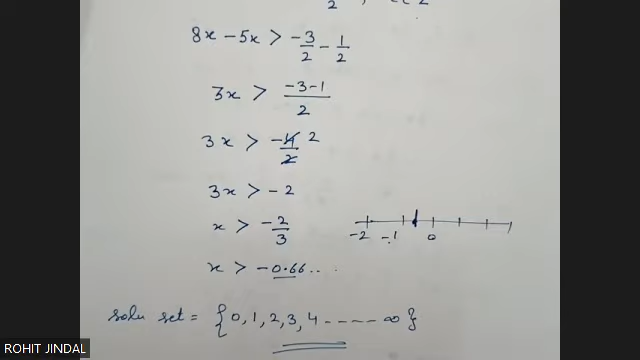 2
8x - 5x > -3/2 - 1/2
3x > -3-1/2
3x > -4/2 2
3x > -2
x > -2/3
-2 -1 0
x > -0.66...
solu set = {0, 1, 2, 3, 4 ----- ∞}
ROHIT JINDAL